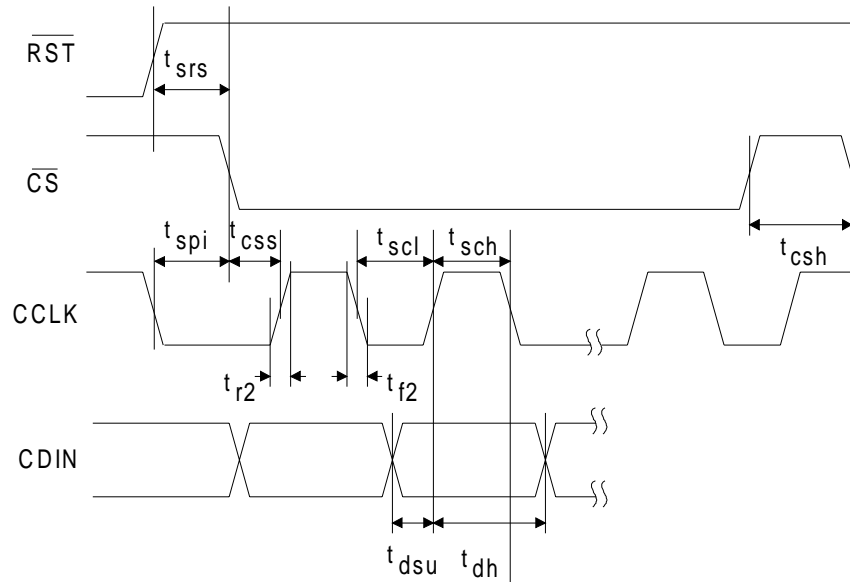 RST
t srs
CS
t spi
t css
t scl
t sch
t csh
CCLK
t r2
t f2
CDIN
t dsu
t dh